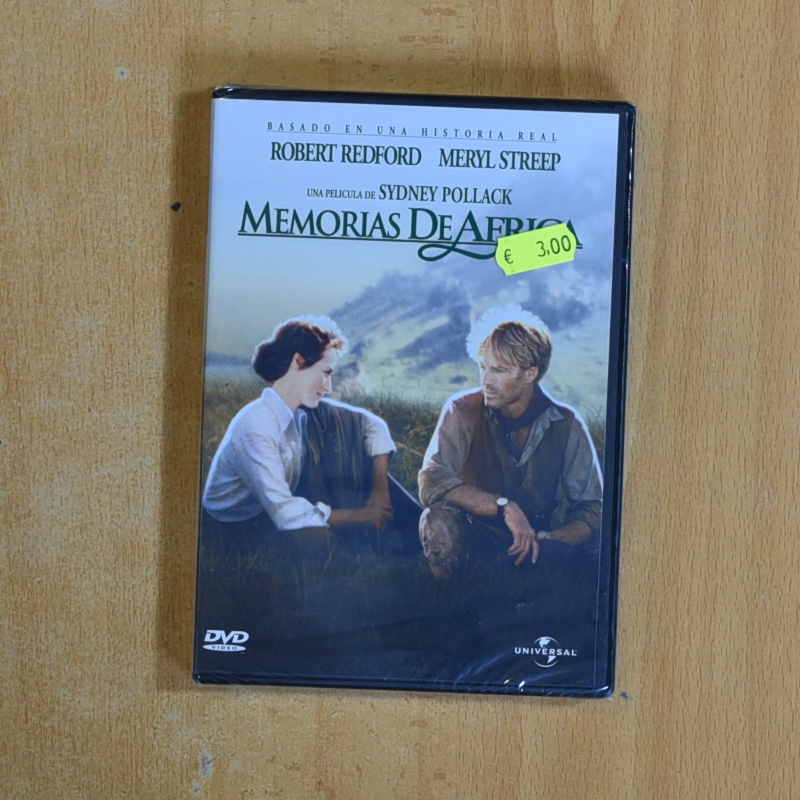 BASADO EN UNA HISTORIA REAL
ROBERT REDFORD MERYL STREEP
UNA PELICULA DE SYDNEY POLLACK
MEMORIAS DE AFRICA
€ 3,00
DVD
VIDEO
UNIVERSAL